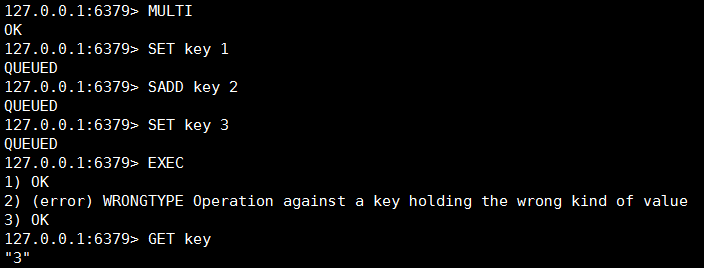 127.0.0.1:6379> MULTI
OK
127.0.0.1:6379> SET key 1
QUEUED
127.0.0.1:6379> SADD key 2
QUEUED
127.0.0.1:6379> SET key 3
QUEUED
127.0.0.1:6379> EXEC
1) OK
2) (error) WRONGTYPE Operation against a key holding the wrong kind of value
3) OK
127.0.0.1:6379> GET key
"3"